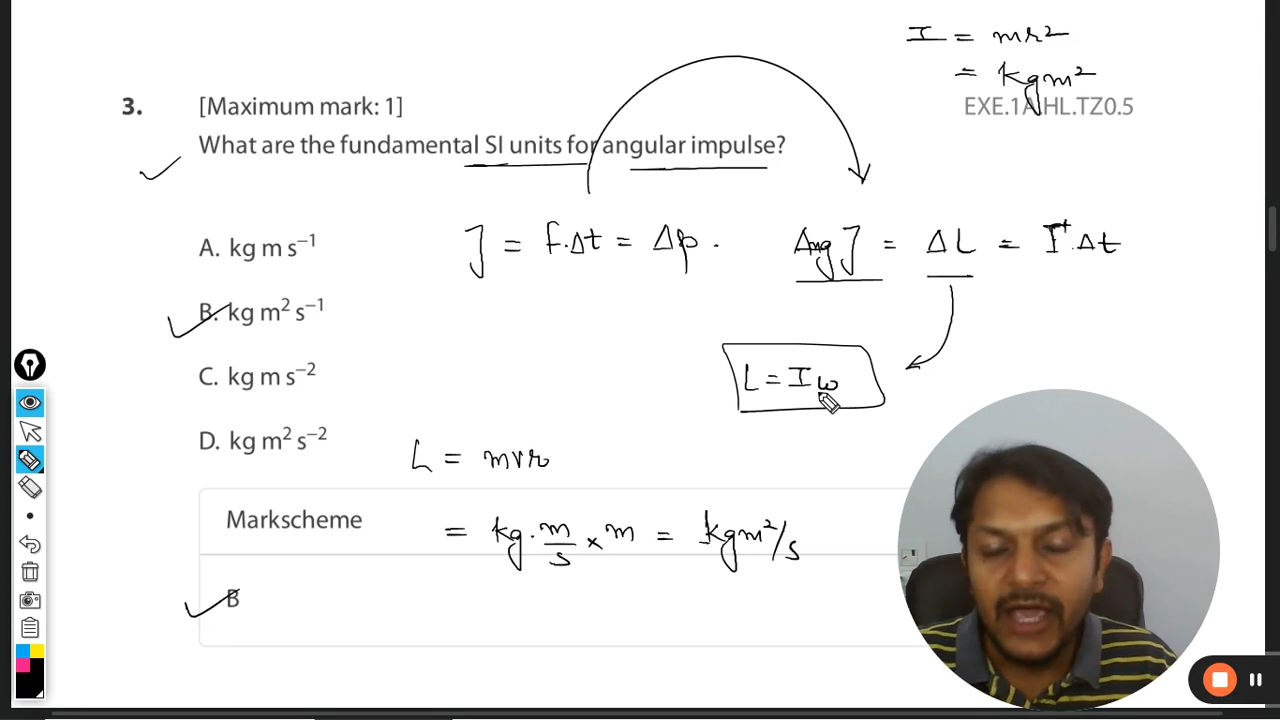 I = mr²
= kgm²
3. [Maximum mark: 1] EXE.1A.HL.TZ0.5
What are the fundamental SI units for angular impulse?
A. kg m s⁻¹
J = F.Δt = Δp. Ang J = ΔL = Γ.Δt
B. kg m² s⁻¹
C. kg m s⁻²
L = Iω
D. kg m² s⁻²
L = mvr
Markscheme
= kg.m/s × m = kgm²/s
B